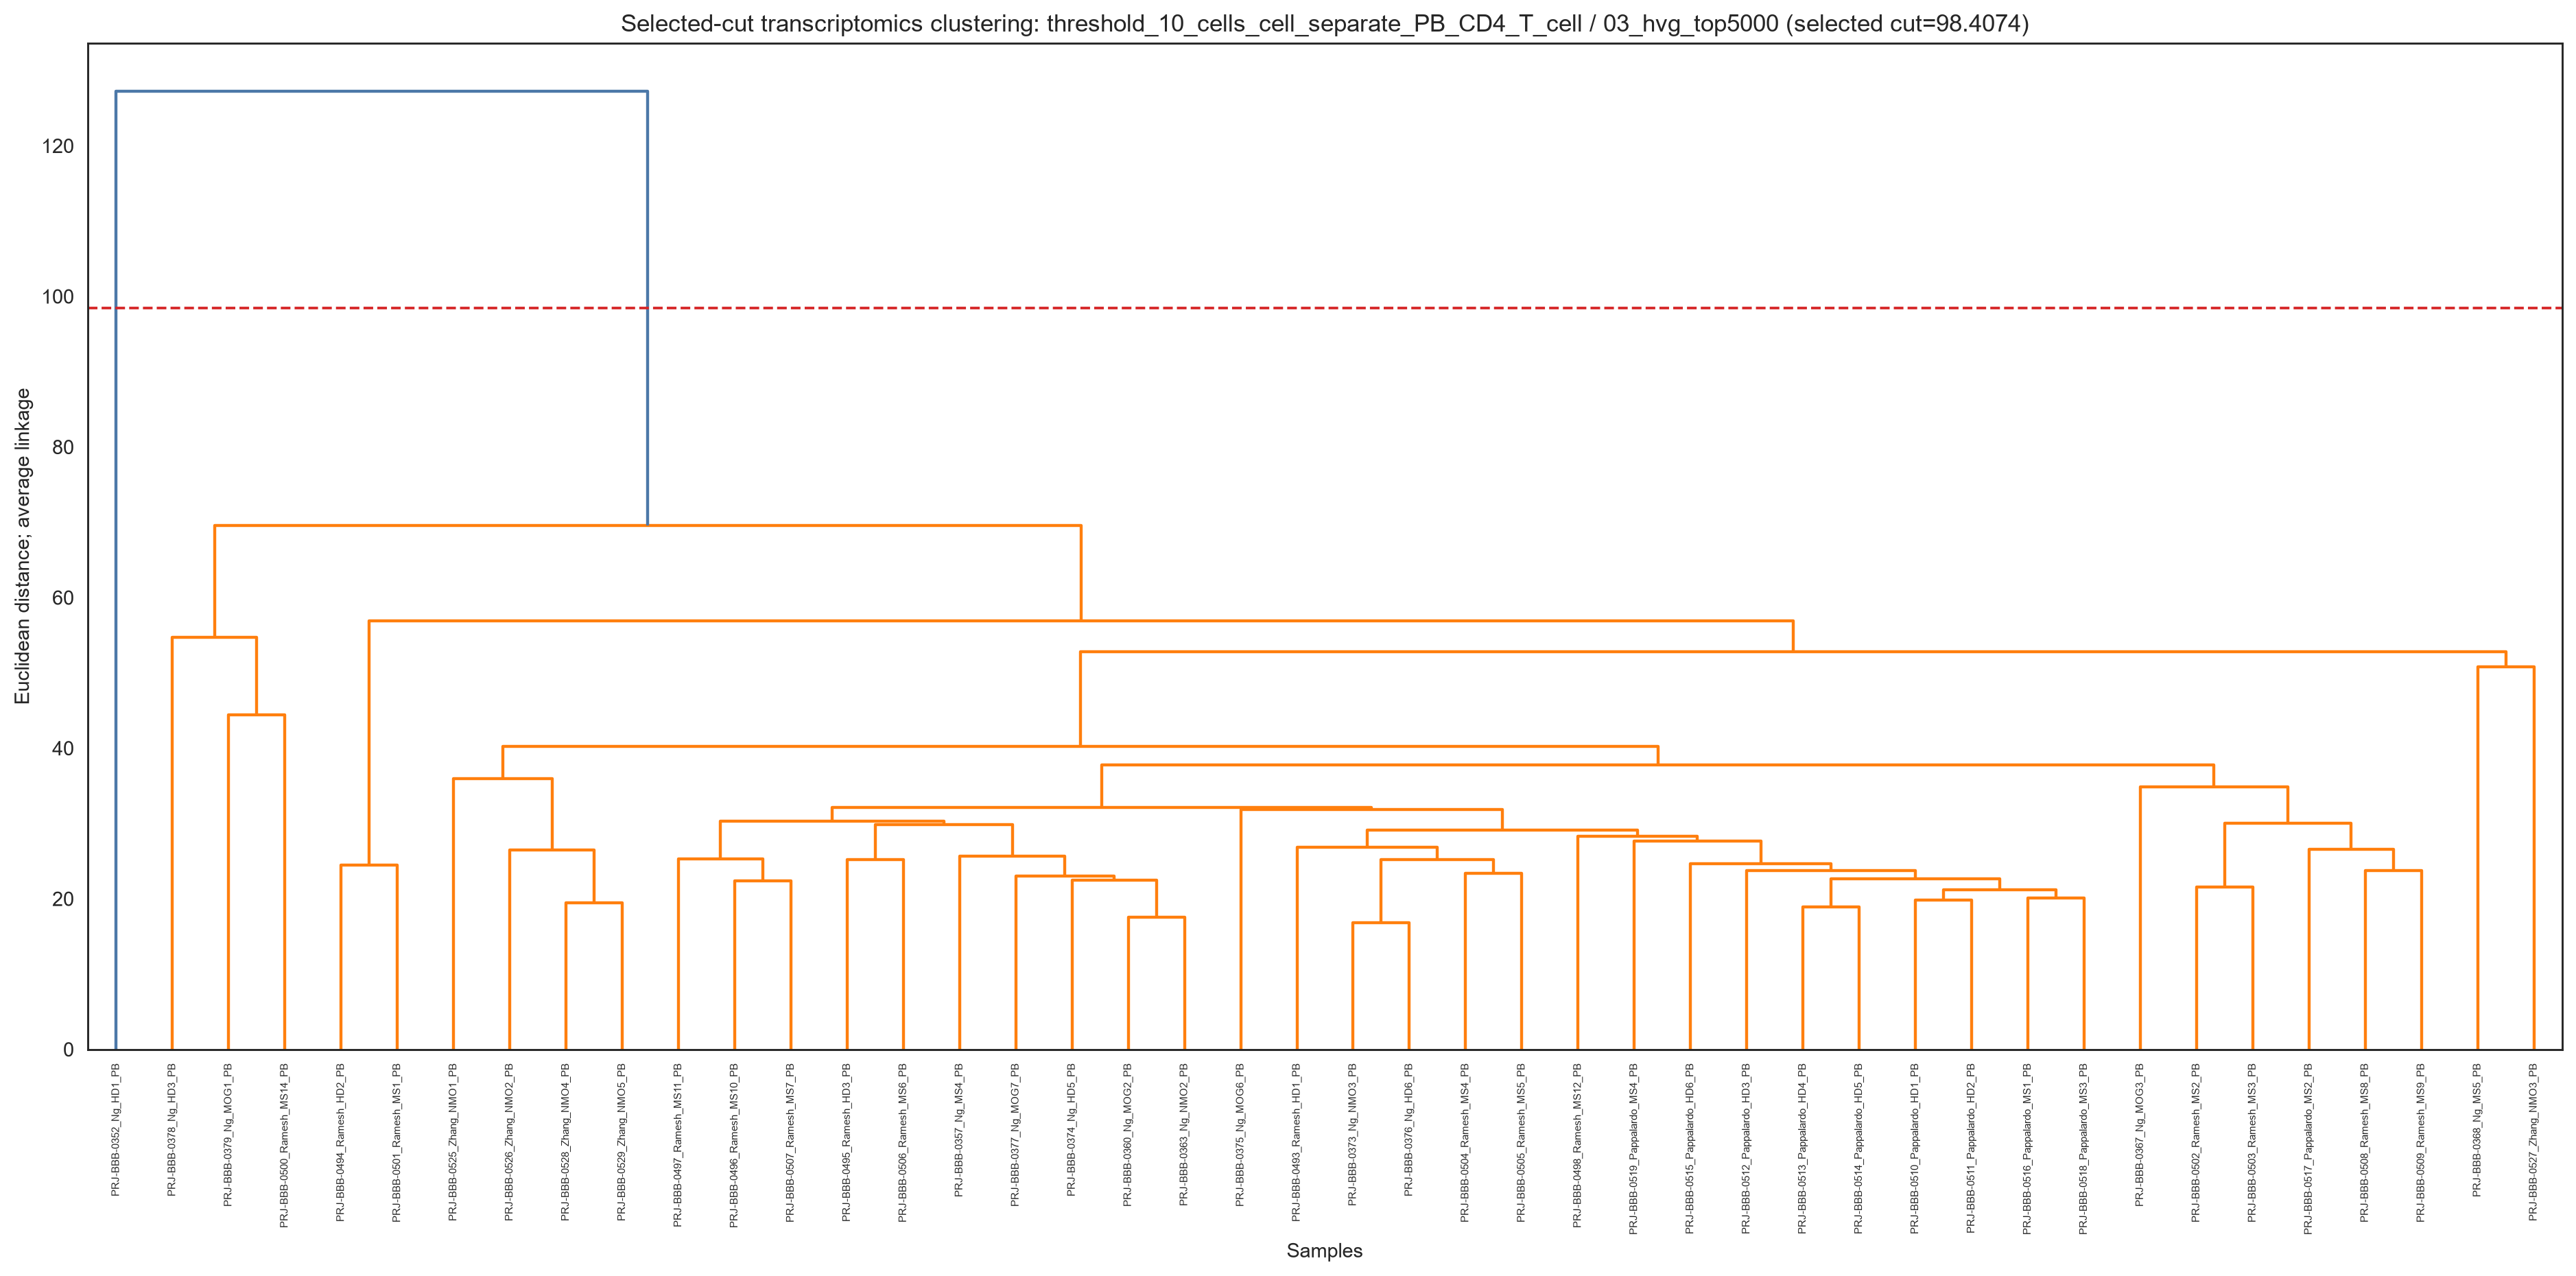 Selected-cut transcriptomics clustering: threshold_10_cells_cell_separate_PB_CD4_T_cell / 03_hvg_top5000 (selected cut=98.4074)
Euclidean distance; average linkage
120
100
80
60
40
20
0
PRJ-BBB-0352_Ng_HD1_PB
PRJ-BBB-0378_Ng_HD3_PB
PRJ-BBB-0379_Ng_MOG1_PB
PRJ-BBB-0500_Ramesh_MS14_PB
PRJ-BBB-0494_Ramesh_HD2_PB
PRJ-BBB-0501_Ramesh_MS1_PB
PRJ-BBB-0525_Zhang_NMO1_PB
PRJ-BBB-0526_Zhang_NMO2_PB
PRJ-BBB-0528_Zhang_NMO4_PB
PRJ-BBB-0529_Zhang_NMO5_PB
PRJ-BBB-0497_Ramesh_MS11_PB
PRJ-BBB-0496_Ramesh_MS10_PB
PRJ-BBB-0507_Ramesh_MS7_PB
PRJ-BBB-0495_Ramesh_HD3_PB
PRJ-BBB-0506_Ramesh_MS6_PB
PRJ-BBB-0357_Ng_MS4_PB
PRJ-BBB-0377_Ng_MOG7_PB
PRJ-BBB-0374_Ng_HD5_PB
PRJ-BBB-0360_Ng_MOG2_PB
PRJ-BBB-0363_Ng_NMO2_PB
PRJ-BBB-0375_Ng_MOG6_PB
PRJ-BBB-0493_Ramesh_HD1_PB
PRJ-BBB-0373_Ng_NMO3_PB
PRJ-BBB-0376_Ng_HD6_PB
PRJ-BBB-0504_Ramesh_MS4_PB
PRJ-BBB-0505_Ramesh_MS5_PB
PRJ-BBB-0498_Ramesh_MS12_PB
PRJ-BBB-0519_Pappalardo_MS4_PB
PRJ-BBB-0515_Pappalardo_HD6_PB
PRJ-BBB-0512_Pappalardo_HD3_PB
PRJ-BBB-0513_Pappalardo_HD4_PB
PRJ-BBB-0514_Pappalardo_HD5_PB
PRJ-BBB-0510_Pappalardo_HD1_PB
PRJ-BBB-0511_Pappalardo_HD2_PB
PRJ-BBB-0516_Pappalardo_MS1_PB
PRJ-BBB-0518_Pappalardo_MS3_PB
PRJ-BBB-0367_Ng_MOG3_PB
PRJ-BBB-0502_Ramesh_MS2_PB
PRJ-BBB-0503_Ramesh_MS3_PB
PRJ-BBB-0517_Pappalardo_MS2_PB
PRJ-BBB-0508_Ramesh_MS8_PB
PRJ-BBB-0509_Ramesh_MS9_PB
PRJ-BBB-0368_Ng_MS5_PB
PRJ-BBB-0527_Zhang_NMO3_PB
Samples